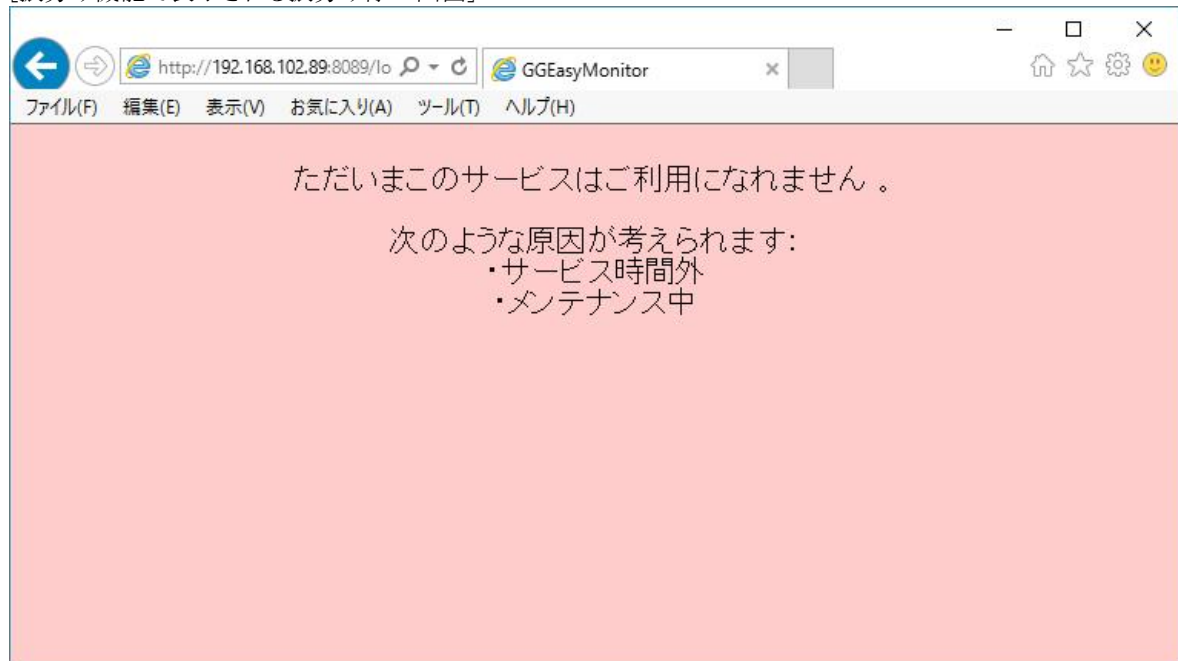 http://192.168.102.89:8089/lo
GGEasyMonitor
ファイル(F) 編集(E) 表示(V) お気に入り(A) ツール(T) ヘルプ(H)
ただいまこのサービスはご利用になれません 。
次のような原因が考えられます:
・サービス時間外
・メンテナンス中